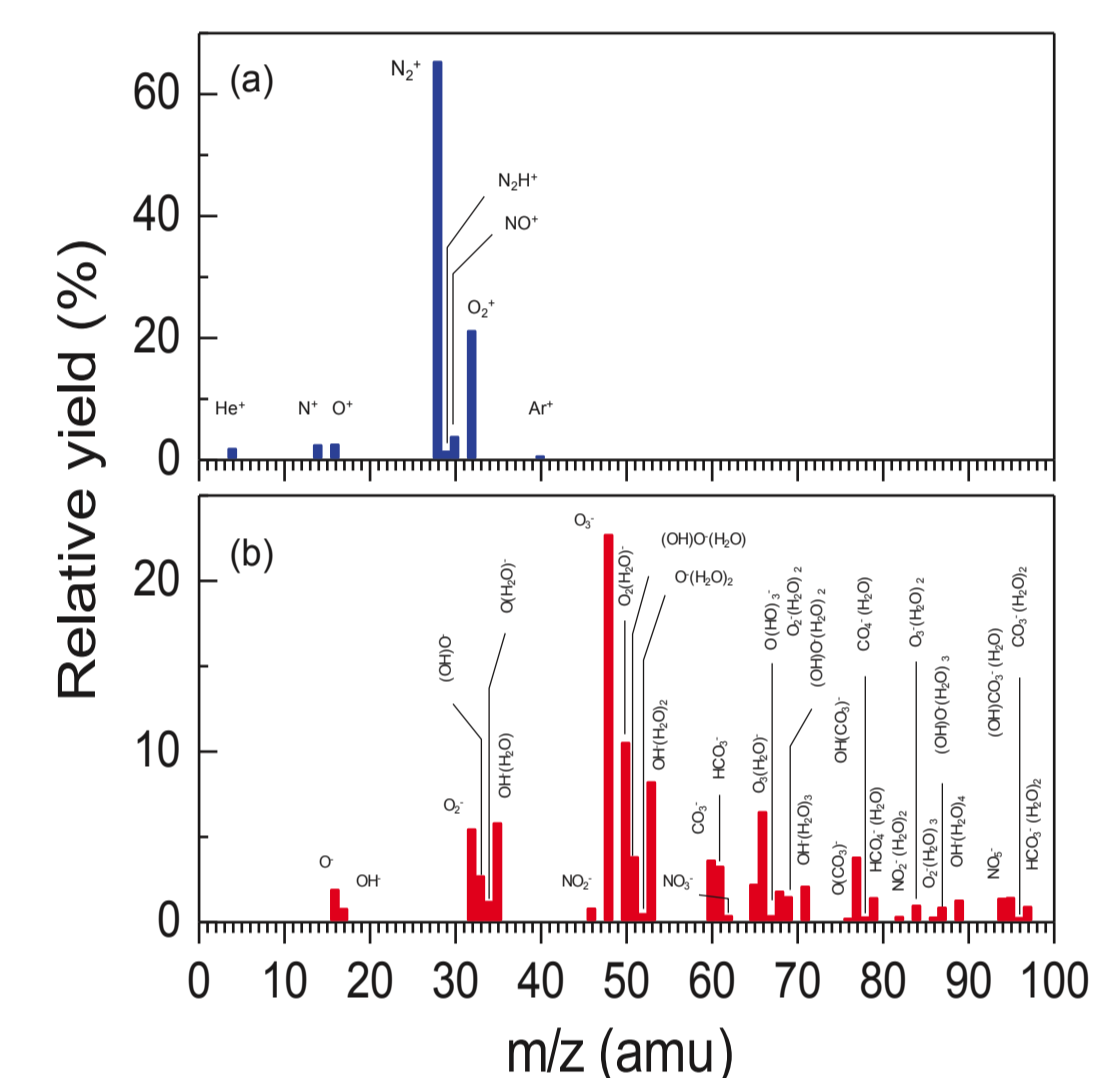 Relative yield (%)
(a)
60
40
20
0
N₂⁺
N₂H⁺
NO⁺
O₂⁺
He⁺
N⁺
O⁺
Ar⁺
(b)
20
10
0
O⁻
OH⁻
O₂⁻
(OH)O⁻
O(H₂O)⁻
OH⁻(H₂O)
NO₂⁻
O₃⁻
O₂(H₂O)⁻
(OH)O⁻(H₂O)
O⁻(H₂O)₂
OH⁻(H₂O)₂
CO₃⁻
HCO₃⁻
NO₃⁻
O₃(H₂O)⁻
O(HO)₃⁻
O₂⁻(H₂O)₂
(OH)O⁻(H₂O)₂
OH⁻(H₂O)₃
O(CO₃)⁻
OH(CO₃)⁻
CO₄⁻(H₂O)
HCO₄⁻(H₂O)
NO₂⁻(H₂O)₂
O₃⁻(H₂O)₂
O₂⁻(H₂O)₃
(OH)O⁻(H₂O)₃
OH⁻(H₂O)₄
NO₅⁻
(OH)CO₃⁻(H₂O)
CO₃⁻(H₂O)₂
HCO₃⁻(H₂O)₂
0 10 20 30 40 50 60 70 80 90 100
m/z (amu)